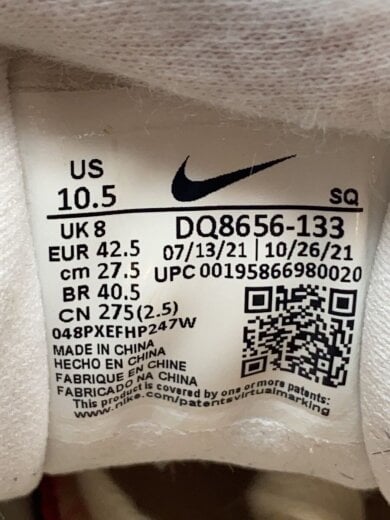 US
10.5
SQ
UK 8
DQ8656-133
EUR 42.5
07/13/21 | 10/26/21
cm 27.5
UPC 00195866980020
BR 40.5
CN 275(2.5)
048PXEFHP247W
MADE IN CHINA
HECHO EN CHINA
FABRIQUE EN CHINE
FABRICADO NA CHINA
This product is covered by one or more patents:
www.nike.com/patentsvirtualmarking